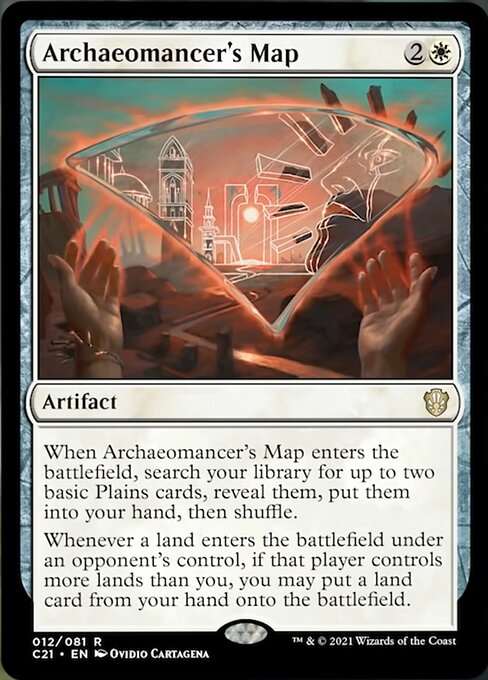 Archaeomancer's Map 2
Artifact
When Archaeomancer's Map enters the
battlefield, search your library for up to two
basic Plains cards, reveal them, put them
into your hand, then shuffle.
Whenever a land enters the battlefield under
an opponent's control, if that player controls
more lands than you, you may put a land
card from your hand onto the battlefield.
012/081 R
C21 • EN Ovidio Cartagena
™ & © 2021 Wizards of the Coast